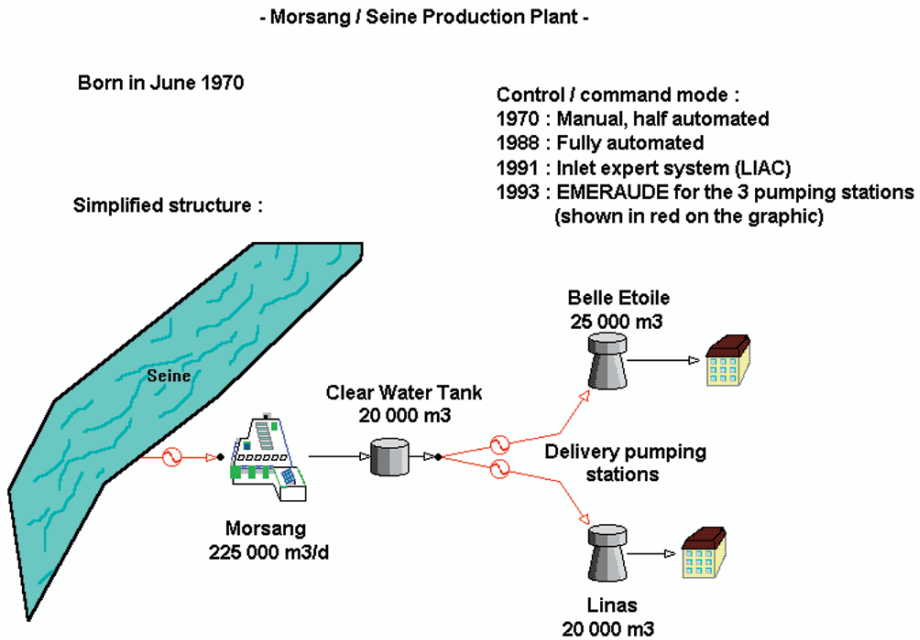 - Morsang / Seine Production Plant -
Born in June 1970
Control / command mode :
1970 : Manual, half automated
1988 : Fully automated
1991 : Inlet expert system (LIAC)
1993 : EMERAUDE for the 3 pumping stations
(shown in red on the graphic)
Simplified structure :
Belle Etoile
25 000 m3
Seine
Clear Water Tank
20 000 m3
Delivery pumping
stations
Morsang
225 000 m3/d
Linas
20 000 m3